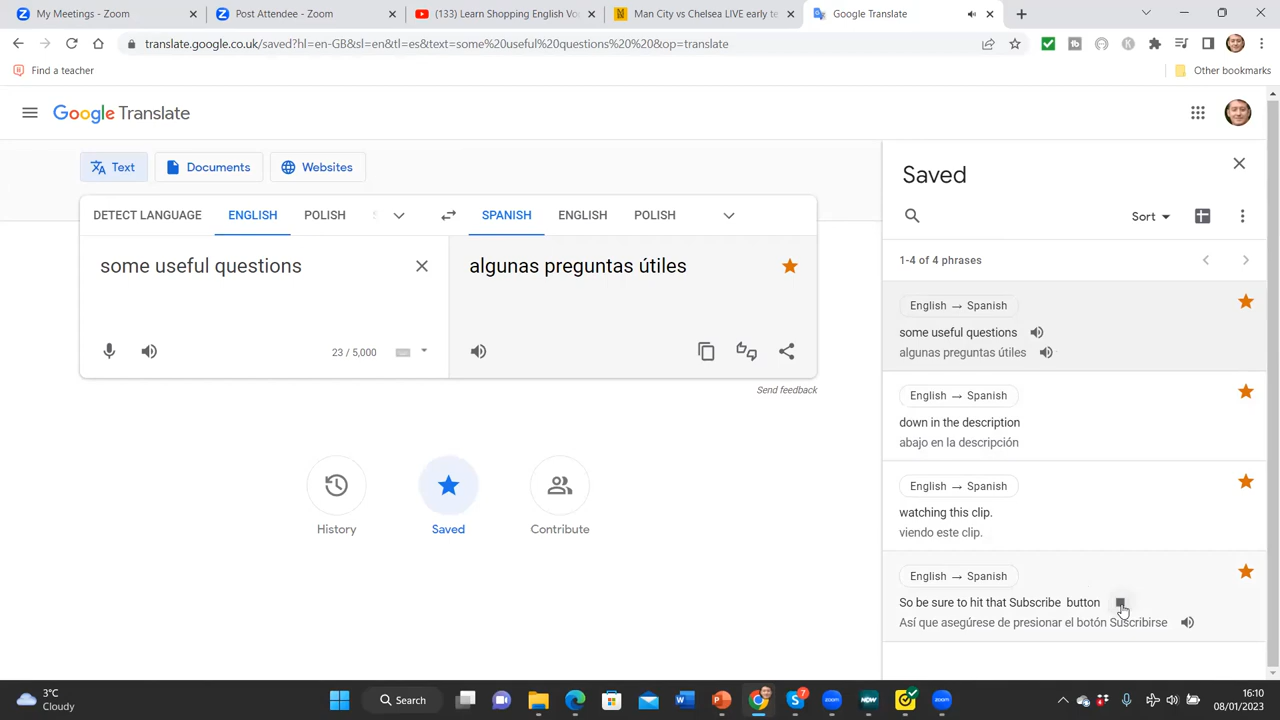 My Meetings - Zoom
Post Attendee - Zoom
(133) Learn Shopping English Vo
Man City vs Chelsea LIVE early te
Google Translate
translate.google.co.uk/saved?hl=en-GB&sl=en&tl=es&text=some%20useful%20questions%20%20&op=translate
Find a teacher
Other bookmarks
Google Translate
Text
Documents
Websites
Saved
DETECT LANGUAGE
ENGLISH
POLISH
SPANISH
ENGLISH
POLISH
Sort
some useful questions
algunas preguntas útiles
1-4 of 4 phrases
English → Spanish
some useful questions
algunas preguntas útiles
23 / 5,000
Send feedback
English → Spanish
down in the description
abajo en la descripción
English → Spanish
watching this clip.
viendo este clip.
History
Saved
Contribute
English → Spanish
So be sure to hit that Subscribe button
Así que asegúrese de presionar el botón Suscribirse
3°C
Cloudy
Search
7
16:10
08/01/2023